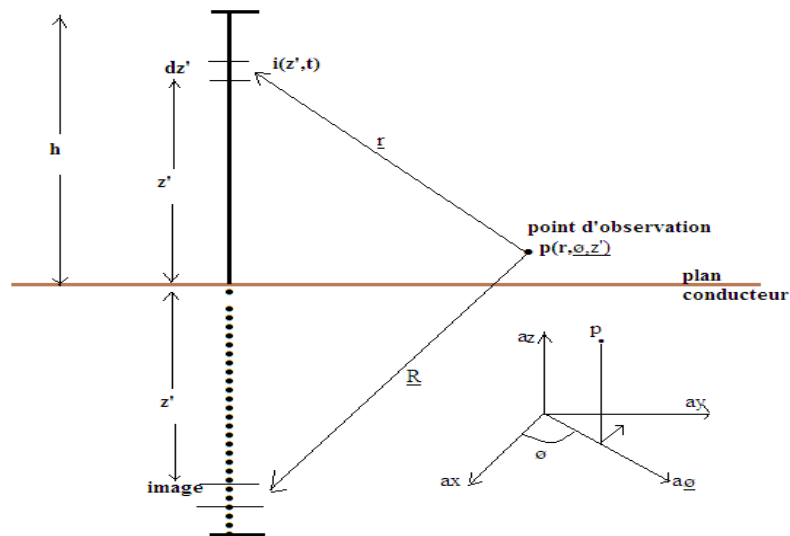 dz'
i(z',t)
r
h
z'
point d'observation
p(r,ø,z')
plan
conducteur
z'
R
image
az
p
ay
ø
ax
aø